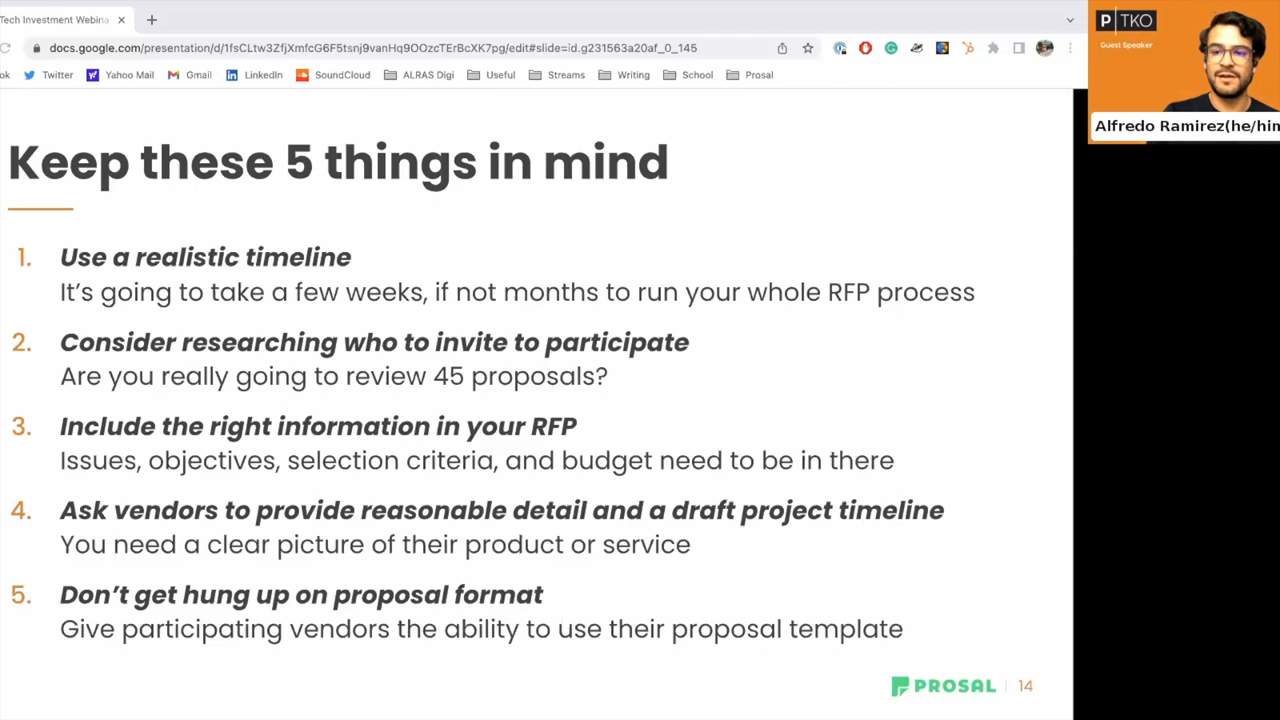 Tech Investment Webina
docs.google.com/presentation/d/1fsCLtw3ZfjXmfcG6F5tsnj9vanHq9OOzcTErBcXK7pg/edit#slide=id.g231563a20af_0_145
ok Twitter Yahoo Mail Gmail LinkedIn SoundCloud ALRAS Digi Useful Streams Writing School Prosal
P TKO
Guest Speaker
Alfredo Ramirez(he/him
Keep these 5 things in mind
1. Use a realistic timeline
It’s going to take a few weeks, if not months to run your whole RFP process
2. Consider researching who to invite to participate
Are you really going to review 45 proposals?
3. Include the right information in your RFP
Issues, objectives, selection criteria, and budget need to be in there
4. Ask vendors to provide reasonable detail and a draft project timeline
You need a clear picture of their product or service
5. Don’t get hung up on proposal format
Give participating vendors the ability to use their proposal template
PROSAL 14